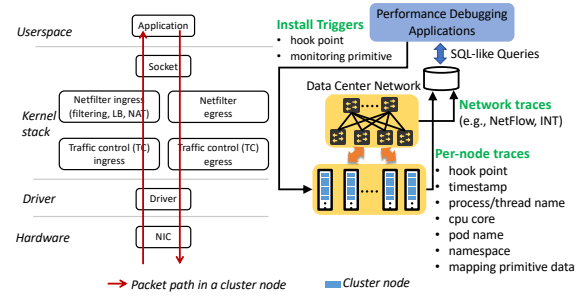 Userspace
Application
Socket
Kernel
stack
Netfilter ingress
(filtering, LB, NAT)
Netfilter
egress
Traffic control (TC)
ingress
Traffic control (TC)
egress
Driver
Driver
Hardware
NIC
Packet path in a cluster node
Install Triggers
• hook point
• monitoring primitive
Performance Debugging
Applications
SQL-like Queries
Data Center Network
Network traces
(e.g., NetFlow, INT)
Per-node traces
• hook point
• timestamp
• process/thread name
• cpu core
• pod name
• namespace
• mapping primitive data
Cluster node